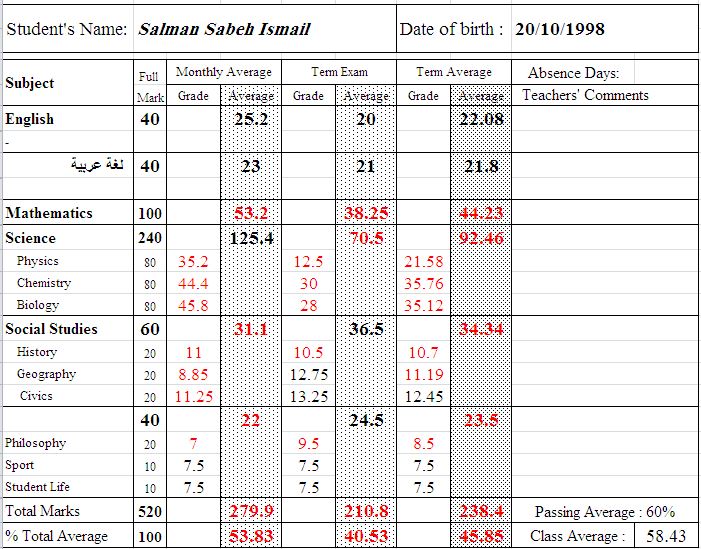 Student's Name: Salman Sabeh Ismail Date of birth : 20/10/1998
Subject Full Mark Monthly Average Term Exam Term Average Absence Days:
Grade Average Grade Average Grade Average Teachers' Comments
English 40 25.2 20 22.08
-
لغة عربية 40 23 21 21.8
Mathematics 100 53.2 38.25 44.23
Science 240 125.4 70.5 92.46
Physics 80 35.2 12.5 21.58
Chemistry 80 44.4 30 35.76
Biology 80 45.8 28 35.12
Social Studies 60 31.1 36.5 34.34
History 20 11 10.5 10.7
Geography 20 8.85 12.75 11.19
Civics 20 11.25 13.25 12.45
40 22 24.5 23.5
Philosophy 20 7 9.5 8.5
Sport 10 7.5 7.5 7.5
Student Life 10 7.5 7.5 7.5
Total Marks 520 279.9 210.8 238.4 Passing Average : 60%
% Total Average 100 53.83 40.53 45.85 Class Average : 58.43